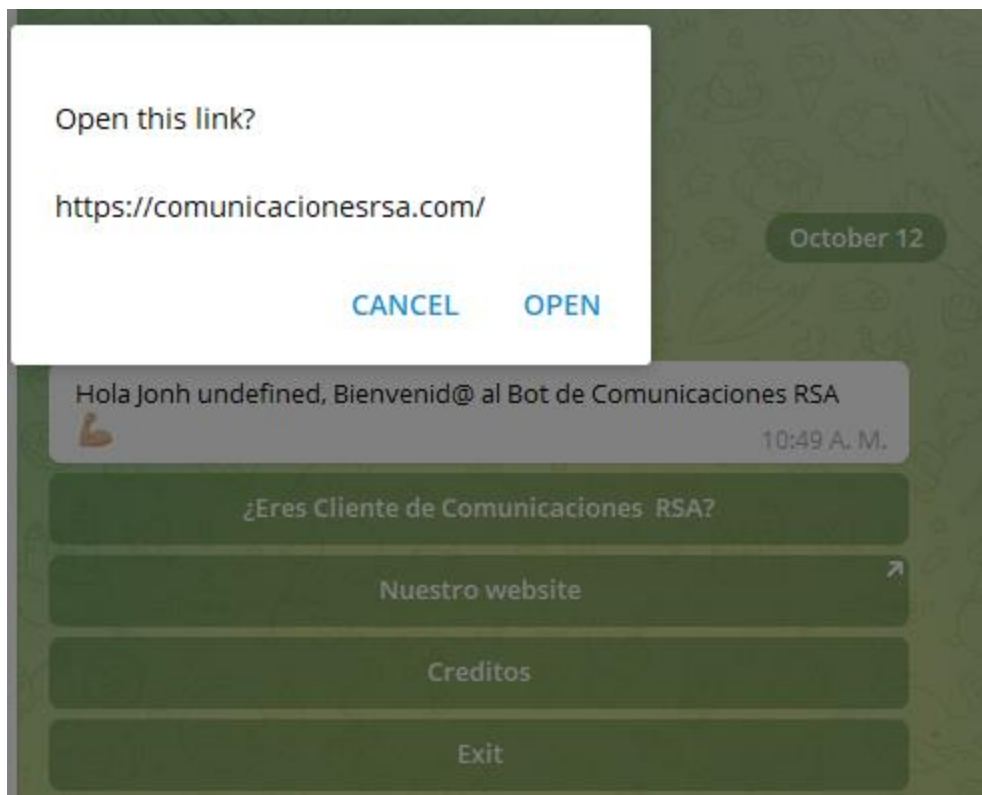 Open this link?
https://comunicacionesrsa.com/
CANCEL OPEN
October 12
Hola Jonh undefined, Bienvenid@ al Bot de Comunicaciones RSA
💪🏼
10:49 A. M.
¿Eres Cliente de Comunicaciones RSA?
Nuestro website
Creditos
Exit